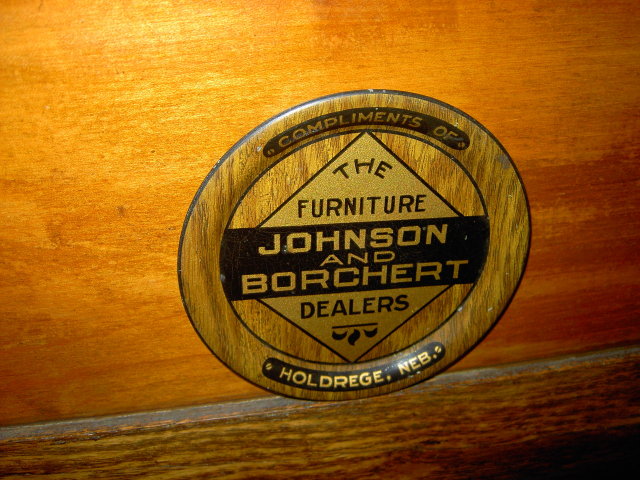 COMPLIMENTS OF
THE
FURNITURE
JOHNSON
AND
BORCHERT
DEALERS
HOLDREGE, NEB.